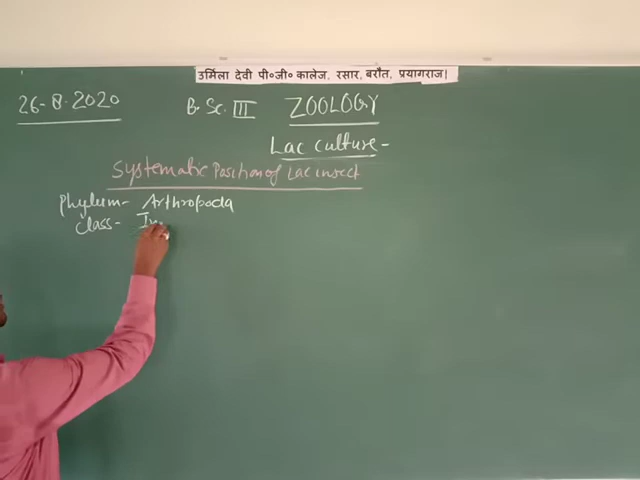 उर्मिला देवी पी०जी० कालेज, रसार, बरौत, प्रयागराज।
26-8-2020 B.Sc. III ZOOLOGY
Lac culture-
Systematic Position of Lac insect
Phylum- Arthropoda
Class- In